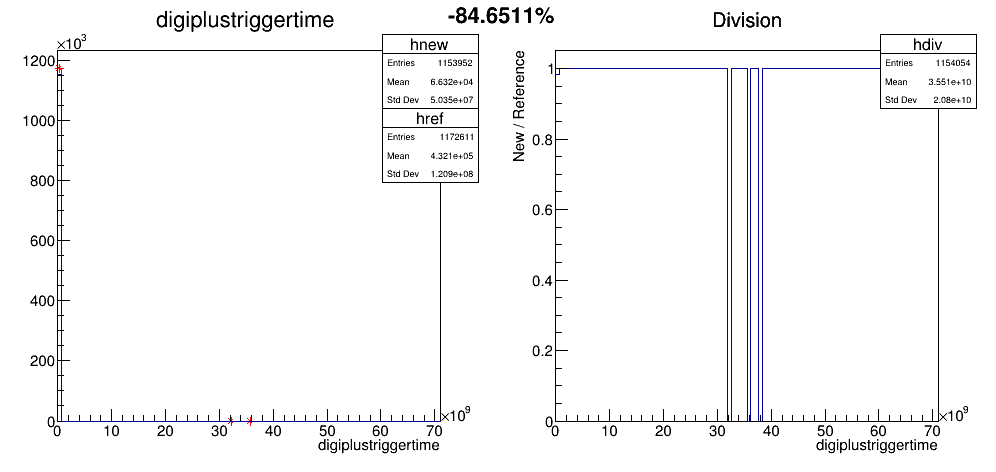 digiplustriggertime
-84.6511%
Division
×10³
hnew
Entries 1153952
Mean 6.632e+04
Std Dev 5.035e+07
href
Entries 1172611
Mean 4.321e+05
Std Dev 1.209e+08
1200
1000
800
600
400
200
0
0 10 20 30 40 50 60 70
×10⁹
digiplustriggertime
hdiv
Entries 1154054
Mean 3.551e+10
Std Dev 2.08e+10
New / Reference
1
0.8
0.6
0.4
0.2
0
0 10 20 30 40 50 60 70
×10⁹
digiplustriggertime